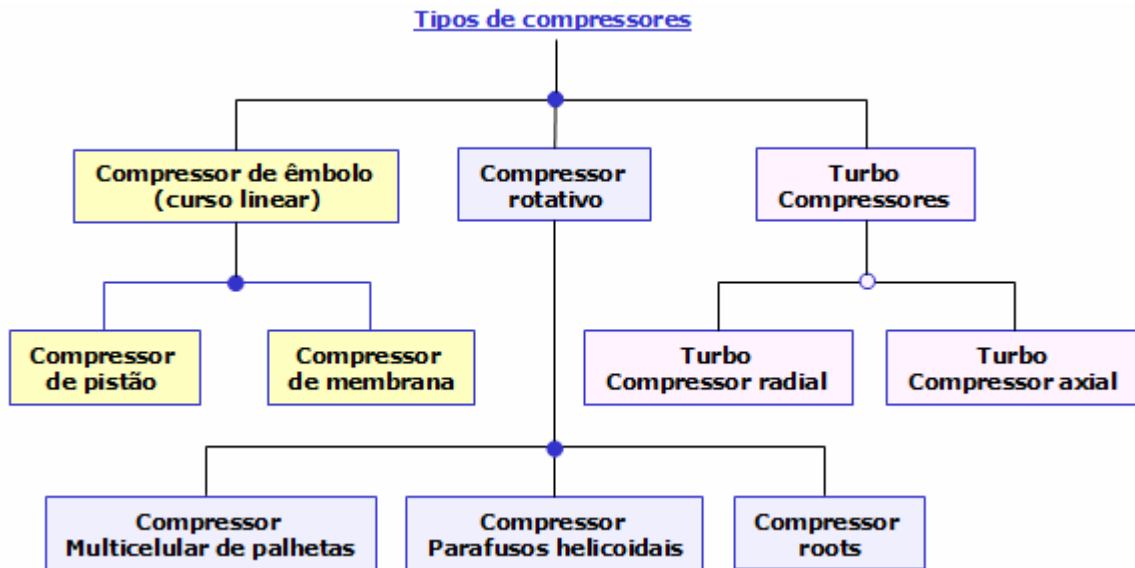 Tipos de compressores
Compressor de êmbolo
(curso linear)
Compressor
rotativo
Turbo
Compressores
Compressor
de pistão
Compressor
de membrana
Turbo
Compressor radial
Turbo
Compressor axial
Compressor
Multicelular de palhetas
Compressor
Parafusos helicoidais
Compressor
roots